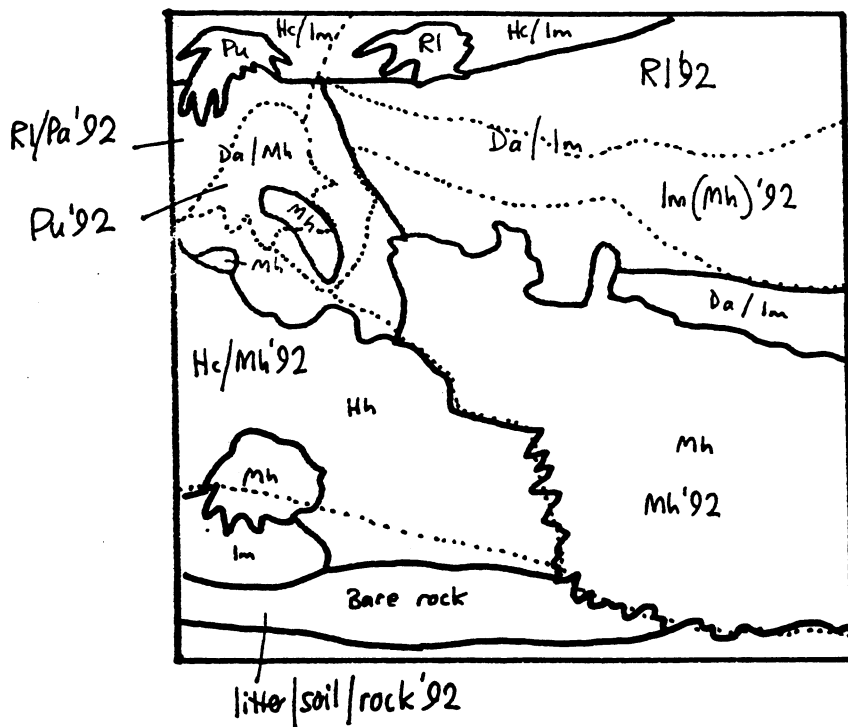 Hc/Im
Hc/Im
Pu
Rl
Rl'92
Rl/Pa'92
Da/Im
Da/Mh
Im(Mh)'92
Pu'92
Mh
Mh
Da/Im
Hc/Mh'92
Hh
Mh
Mh
Mh'92
Im
Bare rock
litter/soil/rock'92